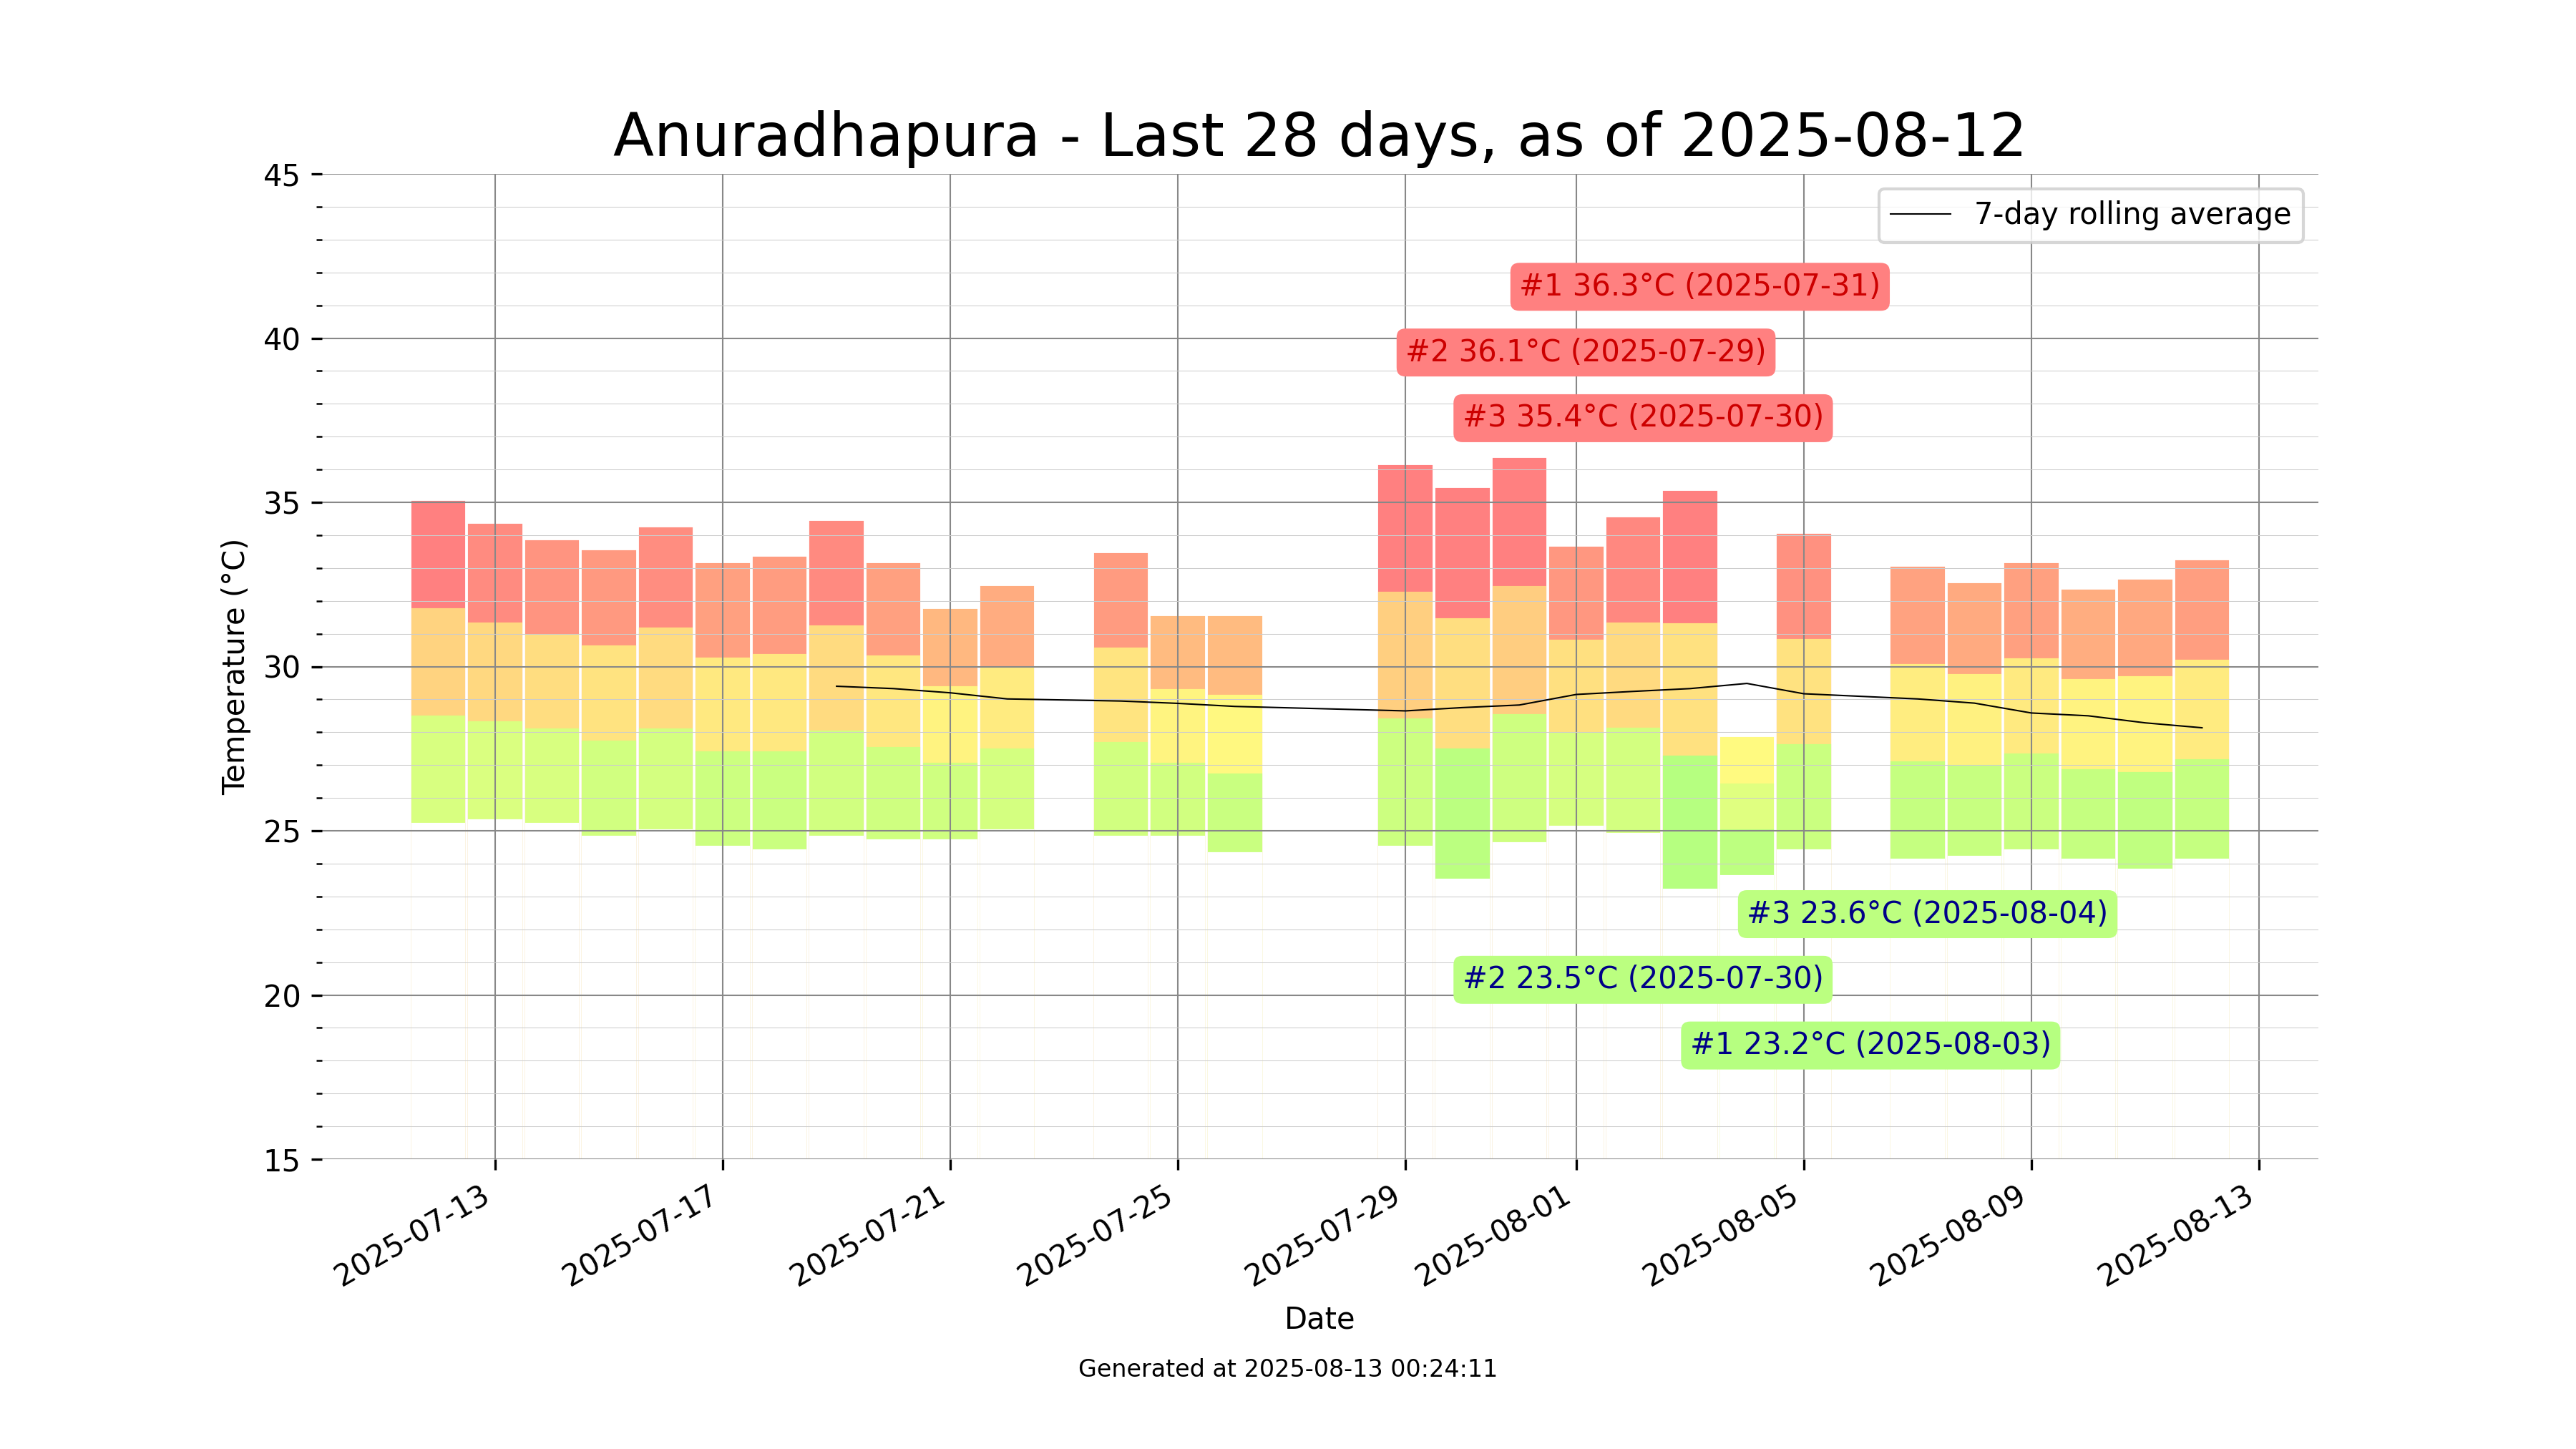 Anuradhapura - Last 28 days, as of 2025-08-12
45
40
35
30
25
20
15
Temperature (°C)
7-day rolling average
#1 36.3°C (2025-07-31)
#2 36.1°C (2025-07-29)
#3 35.4°C (2025-07-30)
#3 23.6°C (2025-08-04)
#2 23.5°C (2025-07-30)
#1 23.2°C (2025-08-03)
2025-07-13
2025-07-17
2025-07-21
2025-07-25
2025-07-29
2025-08-01
2025-08-05
2025-08-09
2025-08-13
Date
Generated at 2025-08-13 00:24:11